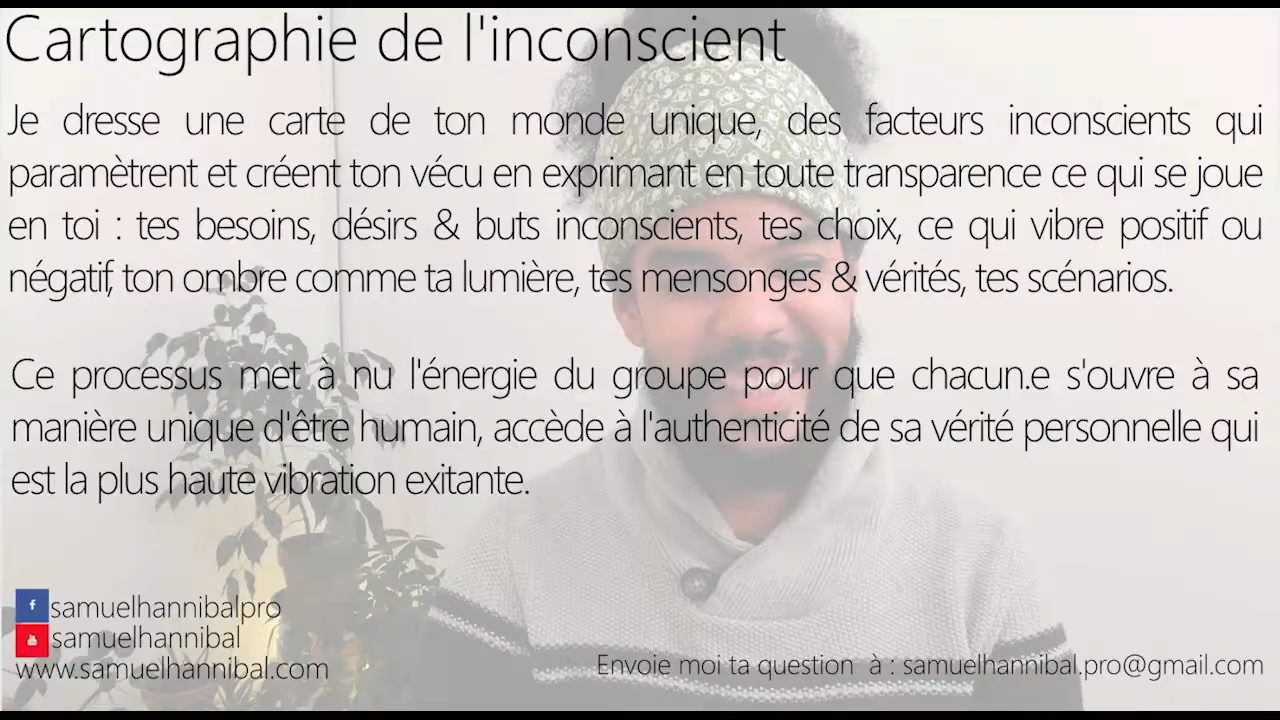 Cartographie de l'inconscient
Je dresse une carte de ton monde unique, des facteurs inconscients qui
paramètrent et créent ton vécu en exprimant en toute transparence ce qui se joue
en toi : tes besoins, désirs & buts inconscients, tes choix, ce qui vibre positif ou
négatif, ton ombre comme ta lumière, tes mensonges & vérités, tes scénarios.
Ce processus met à nu l'énergie du groupe pour que chacun.e s'ouvre à sa
manière unique d'être humain, accède à l'authenticité de sa vérité personnelle qui
est la plus haute vibration exitante.
samuelhannibalpro
samuelhannibal
www.samuelhannibal.com
Envoie moi ta question à : samuelhannibal.pro@gmail.com